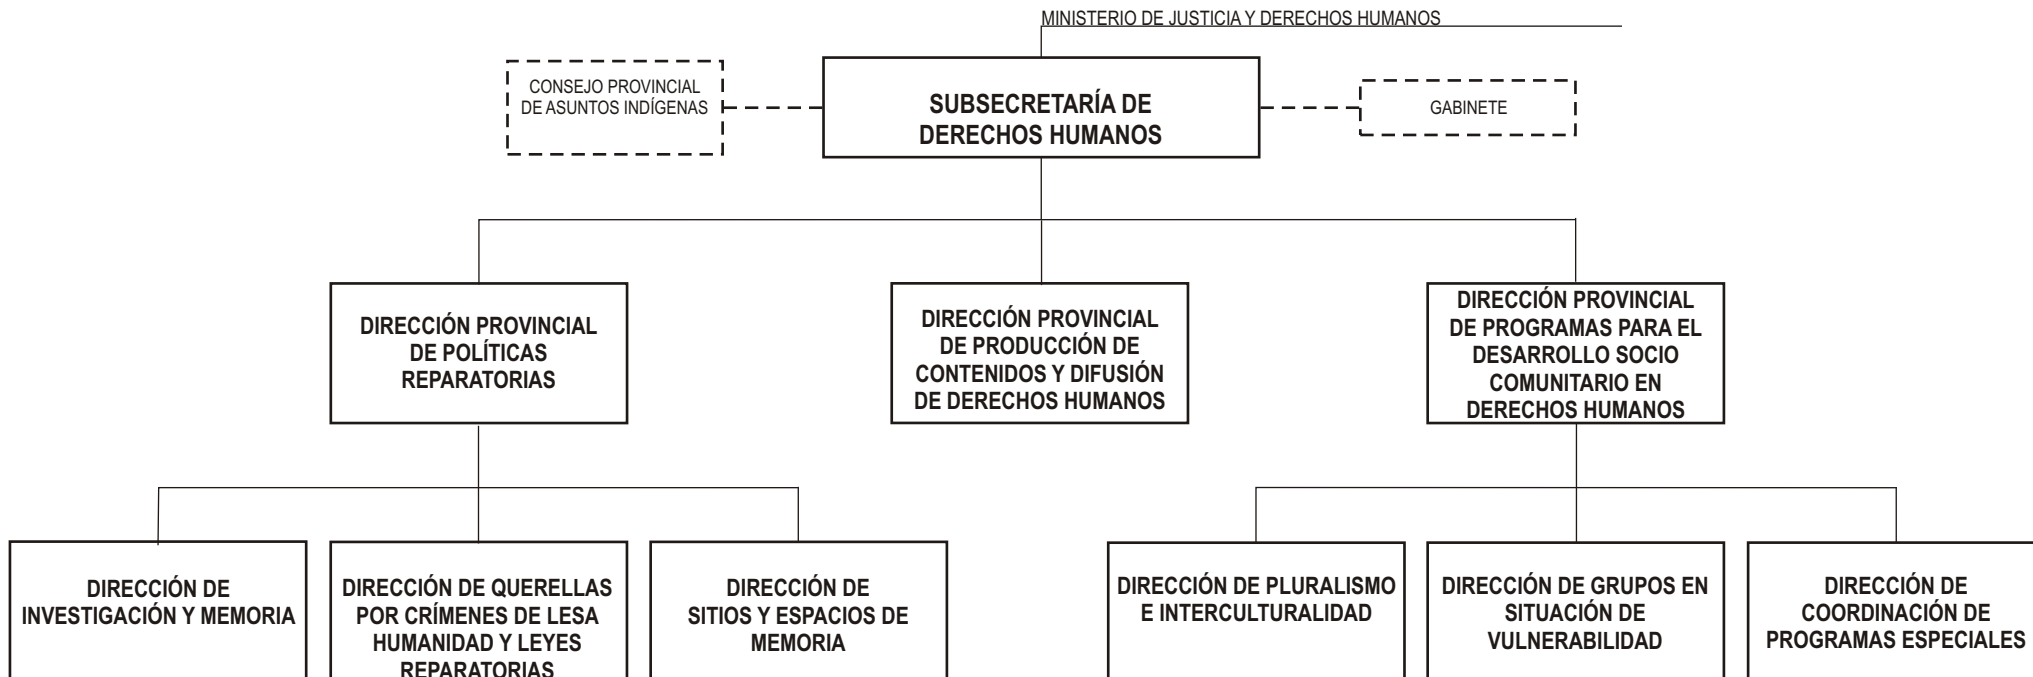 MINISTERIO DE JUSTICIA Y DERECHOS HUMANOS
CONSEJO PROVINCIAL
DE ASUNTOS INDÍGENAS
SUBSECRETARÍA DE
DERECHOS HUMANOS
GABINETE
DIRECCIÓN PROVINCIAL
DE POLÍTICAS
REPARATORIAS
DIRECCIÓN PROVINCIAL
DE PRODUCCIÓN DE
CONTENIDOS Y DIFUSIÓN
DE DERECHOS HUMANOS
DIRECCIÓN PROVINCIAL
DE PROGRAMAS PARA EL
DESARROLLO SOCIO
COMUNITARIO EN
DERECHOS HUMANOS
DIRECCIÓN DE
INVESTIGACIÓN Y MEMORIA
DIRECCIÓN DE QUERELLAS
POR CRÍMENES DE LESA
HUMANIDAD Y LEYES
REPARATORIAS
DIRECCIÓN DE
SITIOS Y ESPACIOS DE
MEMORIA
DIRECCIÓN DE PLURALISMO
E INTERCULTURALIDAD
DIRECCIÓN DE GRUPOS EN
SITUACIÓN DE
VULNERABILIDAD
DIRECCIÓN DE
COORDINACIÓN DE
PROGRAMAS ESPECIALES